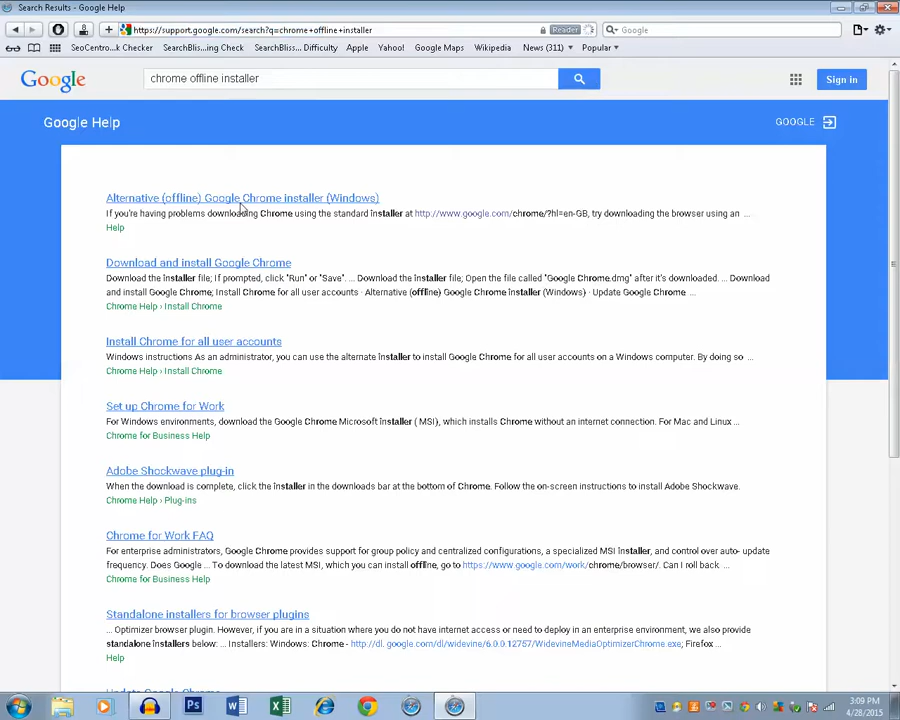 Search Results - Google Help
https://support.google.com/search?q=chrome+offline+installer
Reader
Google
SeoCentro...k Checker
SearchBlis...ing Check
SearchBliss...Difficulty
Apple
Yahoo!
Google Maps
Wikipedia
News (311)
Popular
Google
chrome offline installer
Sign in
Google Help
GOOGLE
Alternative (offline) Google Chrome installer (Windows)
If you're having problems downloading Chrome using the standard installer at http://www.google.com/chrome/?hl=en-GB, try downloading the browser using an ...
Help
Download and install Google Chrome
Download the installer file; If prompted, click "Run" or "Save". ... Download the installer file; Open the file called "Google Chrome.dmg" after it's downloaded. ... Download
and install Google Chrome; Install Chrome for all user accounts · Alternative (offline) Google Chrome installer (Windows) · Update Google Chrome ...
Chrome Help › Install Chrome
Install Chrome for all user accounts
Windows instructions As an administrator, you can use the alternate installer to install Google Chrome for all user accounts on a Windows computer. By doing so ...
Chrome Help › Install Chrome
Set up Chrome for Work
For Windows environments, download the Google Chrome Microsoft Installer ( MSI), which installs Chrome without an internet connection. For Mac and Linux ...
Chrome for Business Help
Adobe Shockwave plug-in
When the download is complete, click the installer in the downloads bar at the bottom of Chrome. Follow the on-screen instructions to install Adobe Shockwave.
Chrome Help › Plug-ins
Chrome for Work FAQ
For enterprise administrators, Google Chrome provides support for group policy and centralized configurations, a specialized MSI installer, and control over auto- update
frequency. Does Google ... To download the latest MSI, which you can install offline, go to https://www.google.com/work/chrome/browser/. Can I roll back ...
Chrome for Business Help
Standalone installers for browser plugins
... Optimizer browser plugin. However, if you are in a situation where you do not have internet access or need to deploy in an enterprise environment, we also provide
standalone installers below: ... Installers: Windows: Chrome - http://dl. google.com/dl/widevine/6.0.0.12757/WidevineMediaOptimizerChrome.exe; Firefox ...
Help
Update Google Chrome
3:09 PM
4/28/2015